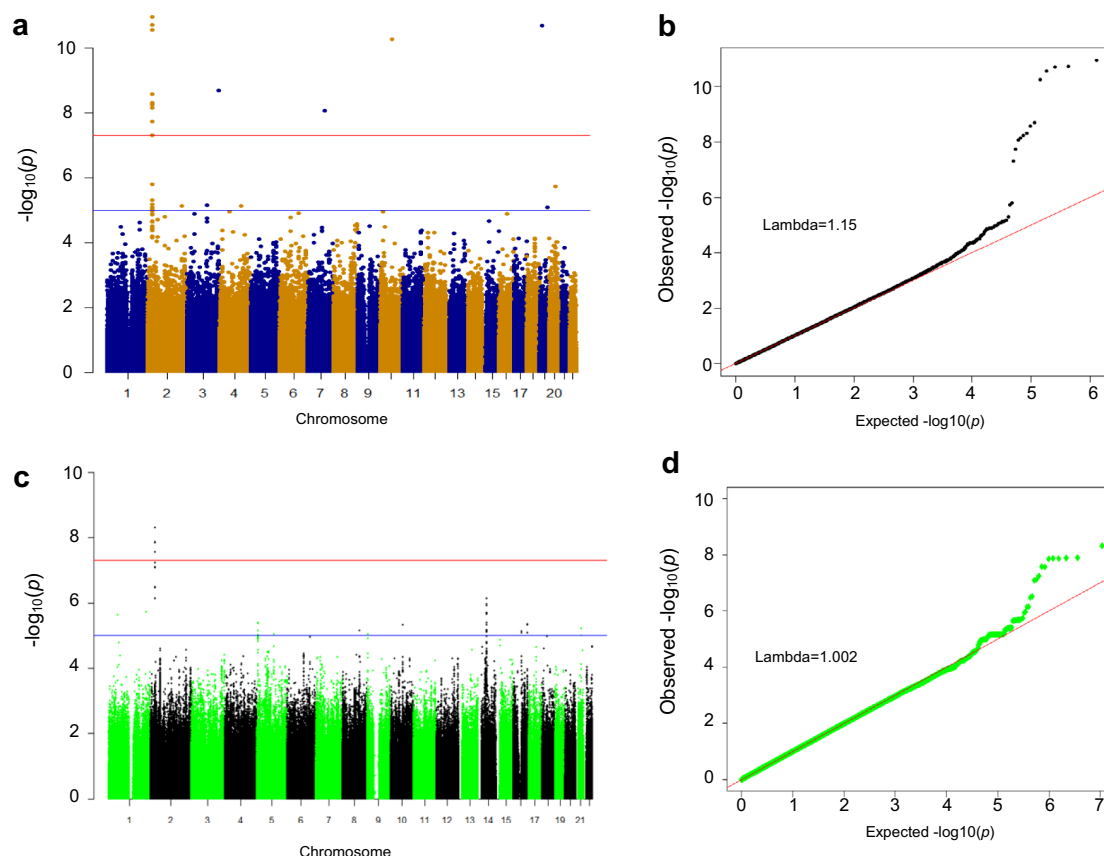 a
10
8
6
4
2
0
-log10(p)
1 2 3 4 5 6 7 8 9 11 13 15 17 20
Chromosome
b
10
8
6
4
2
0
Observed -log10(p)
Lambda=1.15
0 1 2 3 4 5 6
Expected -log10(p)
c
10
8
6
4
2
0
-log10(p)
1 2 3 4 5 6 7 8 9 10 11 12 13 14 15 17 19 21
Chromosome
d
10
8
6
4
2
0
Observed -log10(p)
Lambda=1.002
0 1 2 3 4 5 6 7
Expected -log10(p)